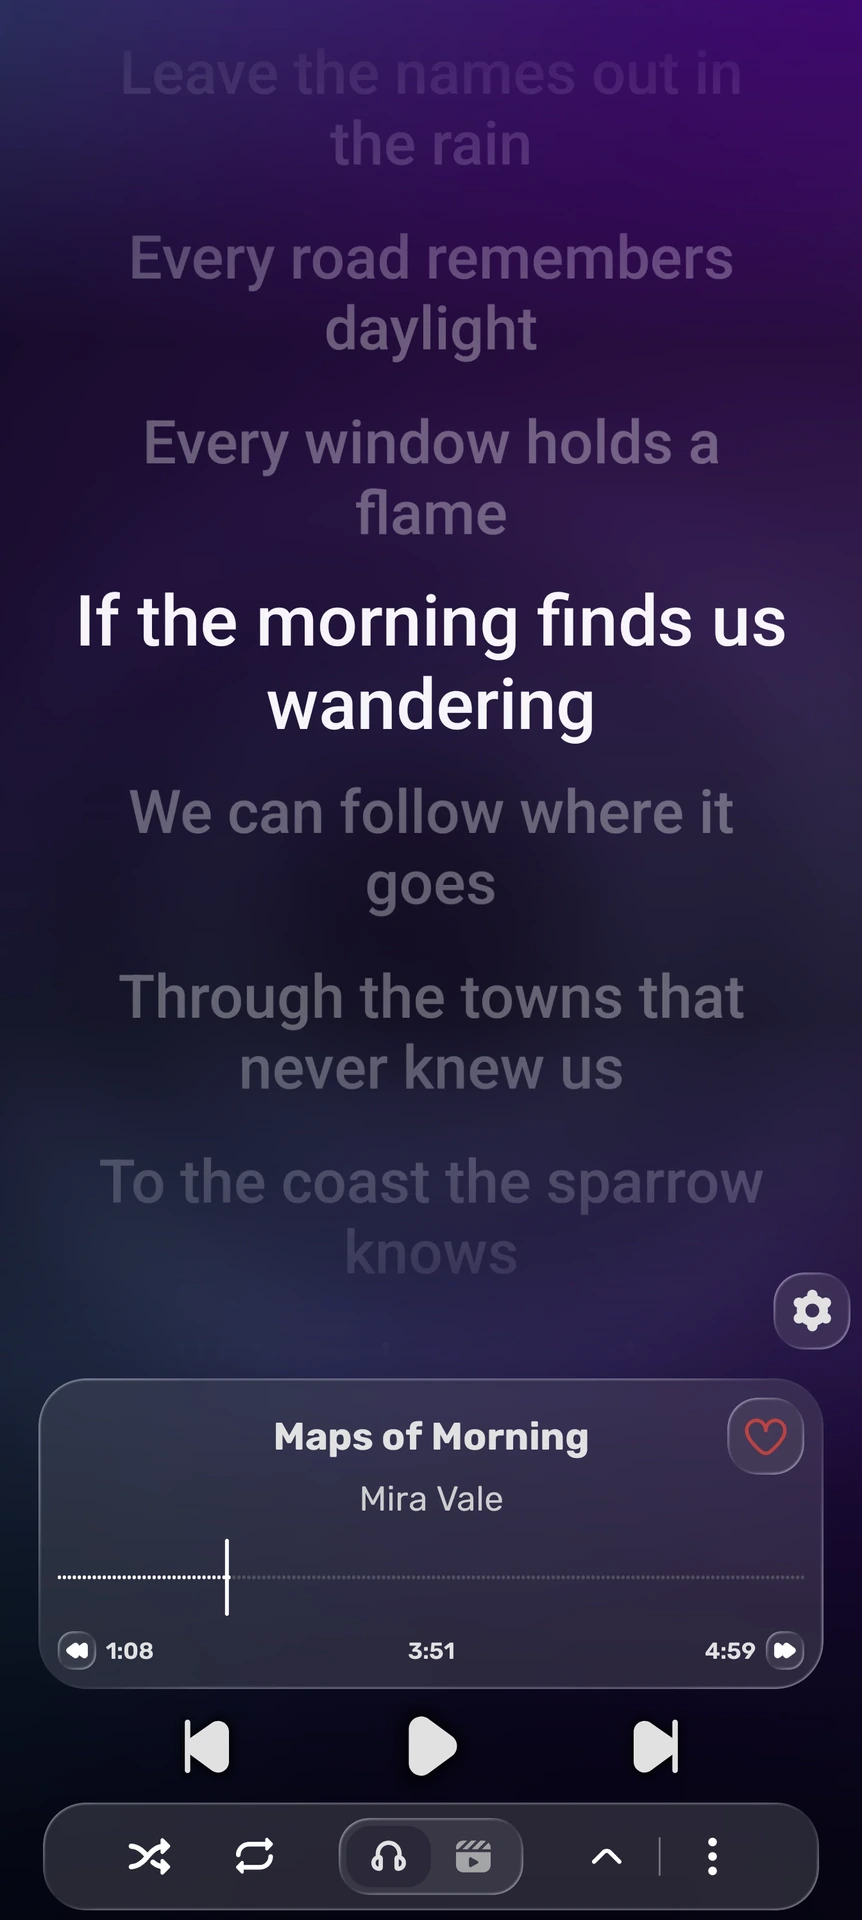 Leave the names out in
the rain
Every road remembers
daylight
Every window holds a
flame
If the morning finds us
wandering
We can follow where it
goes
Through the towns that
never knew us
To the coast the sparrow
knows
Maps of Morning
Mira Vale
1:08 3:51 4:59